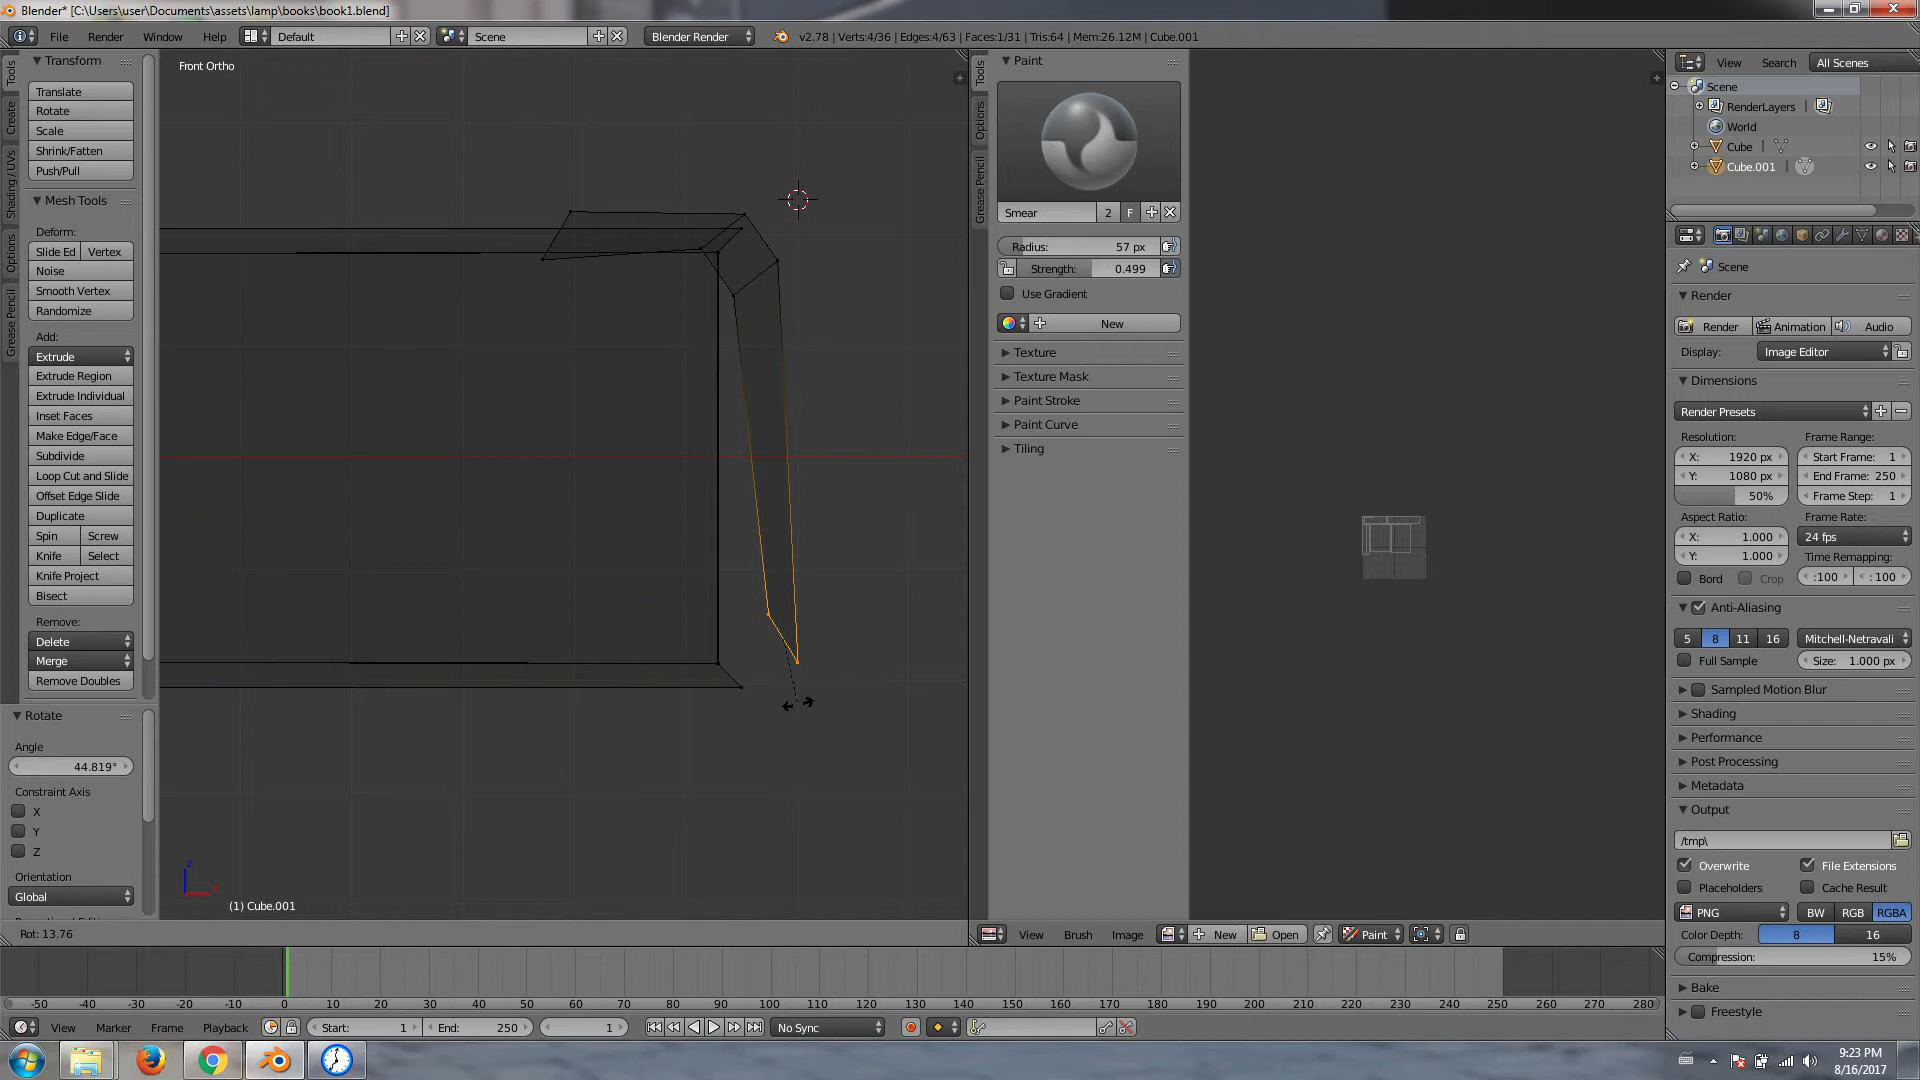 Blender* [C:\Users\user\Documents\assets\lamp\books\book1.blend]
File Render Window Help Default Scene Blender Render v2.78 | Verts:4/36 | Edges:4/63 | Faces:1/31 | Tris:64 | Mem:26.12M | Cube.001
Tools
Create
Shading / UVs
Options
Grease Pencil
Transform
Translate
Rotate
Scale
Shrink/Fatten
Push/Pull
Mesh Tools
Deform:
Slide Ed Vertex
Noise
Smooth Vertex
Randomize
Add:
Extrude
Extrude Region
Extrude Individual
Inset Faces
Make Edge/Face
Subdivide
Loop Cut and Slide
Offset Edge Slide
Duplicate
Spin Screw
Knife Select
Knife Project
Bisect
Remove:
Delete
Merge
Remove Doubles
Rotate
Angle
44.819°
Constraint Axis
X
Y
Z
Orientation
Global
Front Ortho
z
x
(1) Cube.001
Rot: 13.76
Tools
Options
Grease Pencil
Paint
Smear 2 F
Radius: 57 px
Strength: 0.499
Use Gradient
New
Texture
Texture Mask
Paint Stroke
Paint Curve
Tiling
View Brush Image New Open Paint
View Search All Scenes
Scene
RenderLayers
World
Cube
Cube.001
Scene
Render
Render Animation Audio
Display: Image Editor
Dimensions
Render Presets
Resolution: Frame Range:
X: 1920 px Start Frame: 1
Y: 1080 px End Frame: 250
50% Frame Step: 1
Aspect Ratio: Frame Rate:
X: 1.000 24 fps
Y: 1.000 Time Remapping:
Bord Crop :100 : 100
Anti-Aliasing
5 8 11 16 Mitchell-Netravali
Full Sample Size: 1.000 px
Sampled Motion Blur
Shading
Performance
Post Processing
Metadata
Output
/tmp\
Overwrite File Extensions
Placeholders Cache Result
PNG BW RGB RGBA
Color Depth: 8 16
Compression: 15%
Bake
Freestyle
-50 -40 -30 -20 -10 0 10 20 30 40 50 60 70 80 90 100 110 120 130 140 150 160 170 180 190 200 210 220 230 240 250 260 270 280
View Marker Frame Playback Start: 1 End: 250 1 No Sync
9:23 PM
8/16/2017